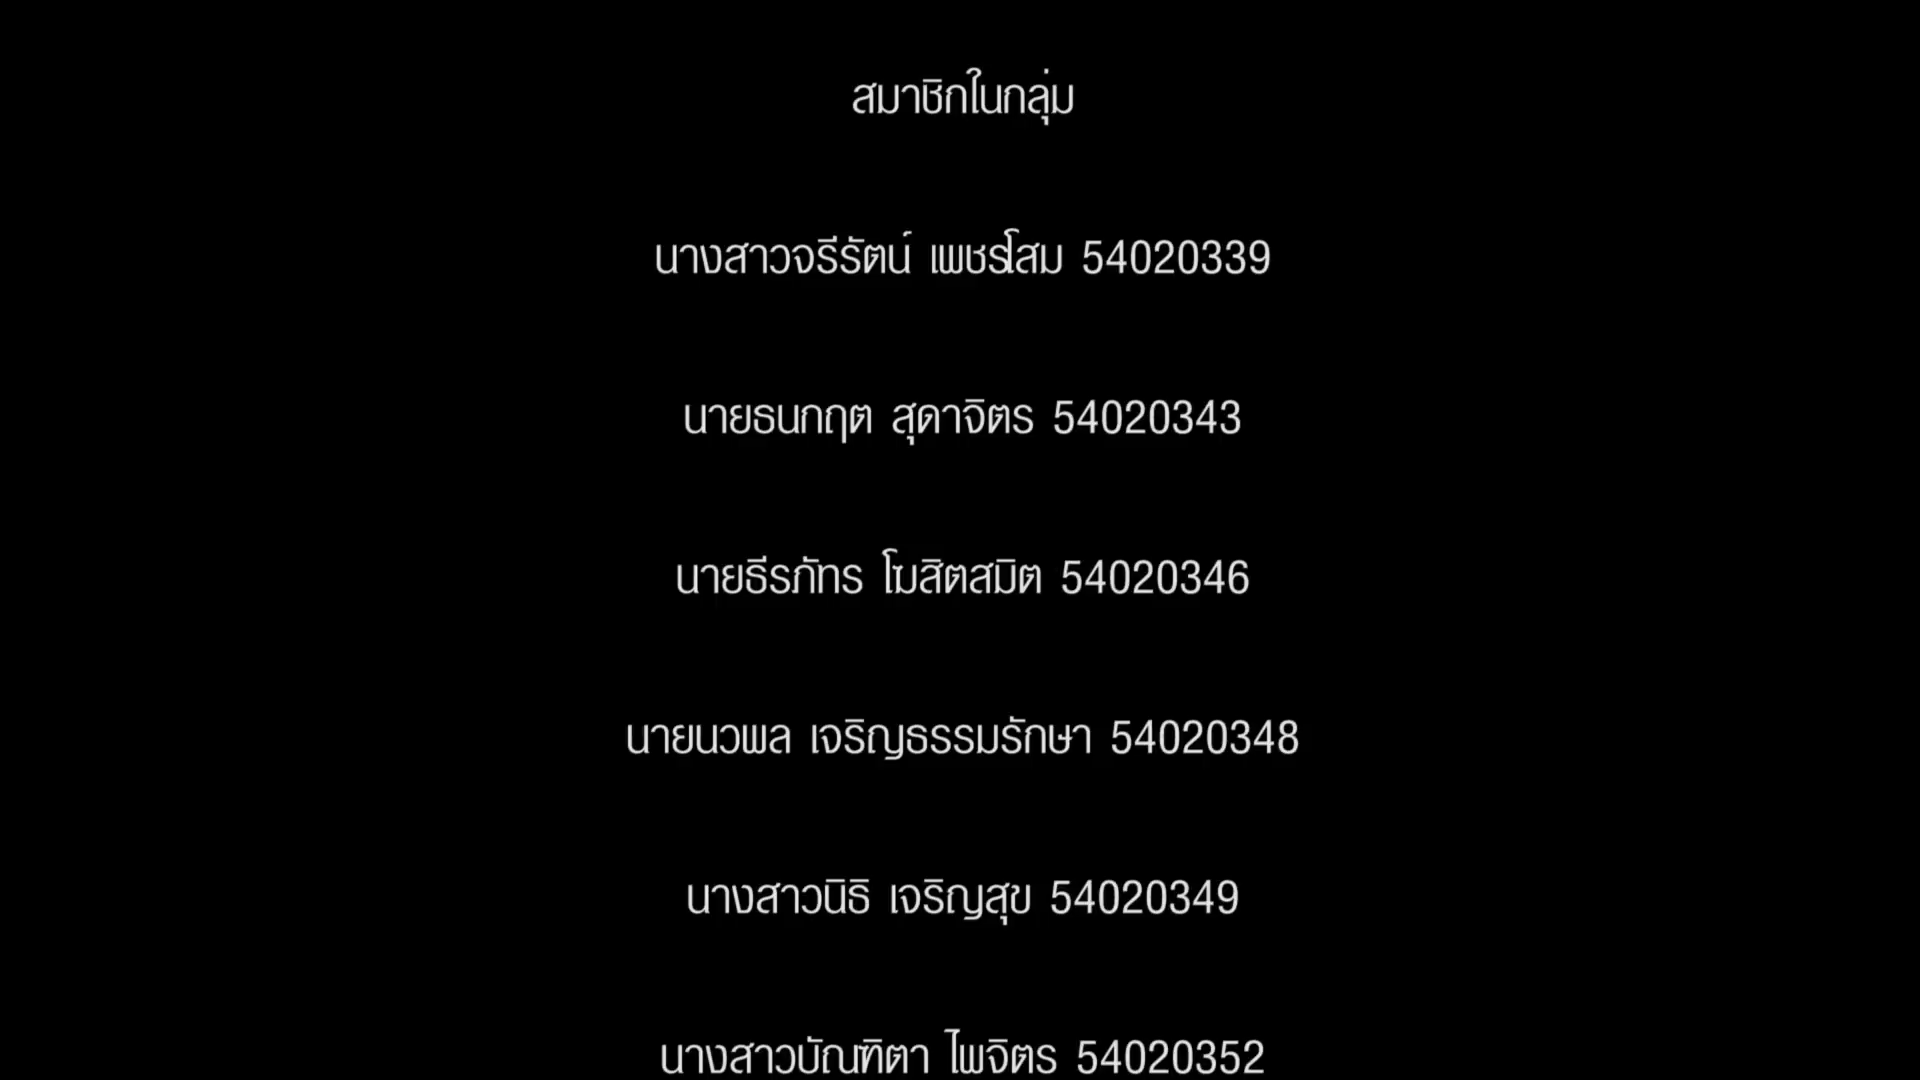 สมาชิกในกลุ่ม
นางสาวจรีรัตน์ เพชรโสม 54020339
นายธนกฤต สุดาจิตร 54020343
นายธีรภัทร โฆสิตสมิต 54020346
นายนวพล เจริญธรรมรักษา 54020348
นางสาวนิธิ เจริญสุข 54020349
นางสาวบัณฑิตา ไพจิตร 54020352